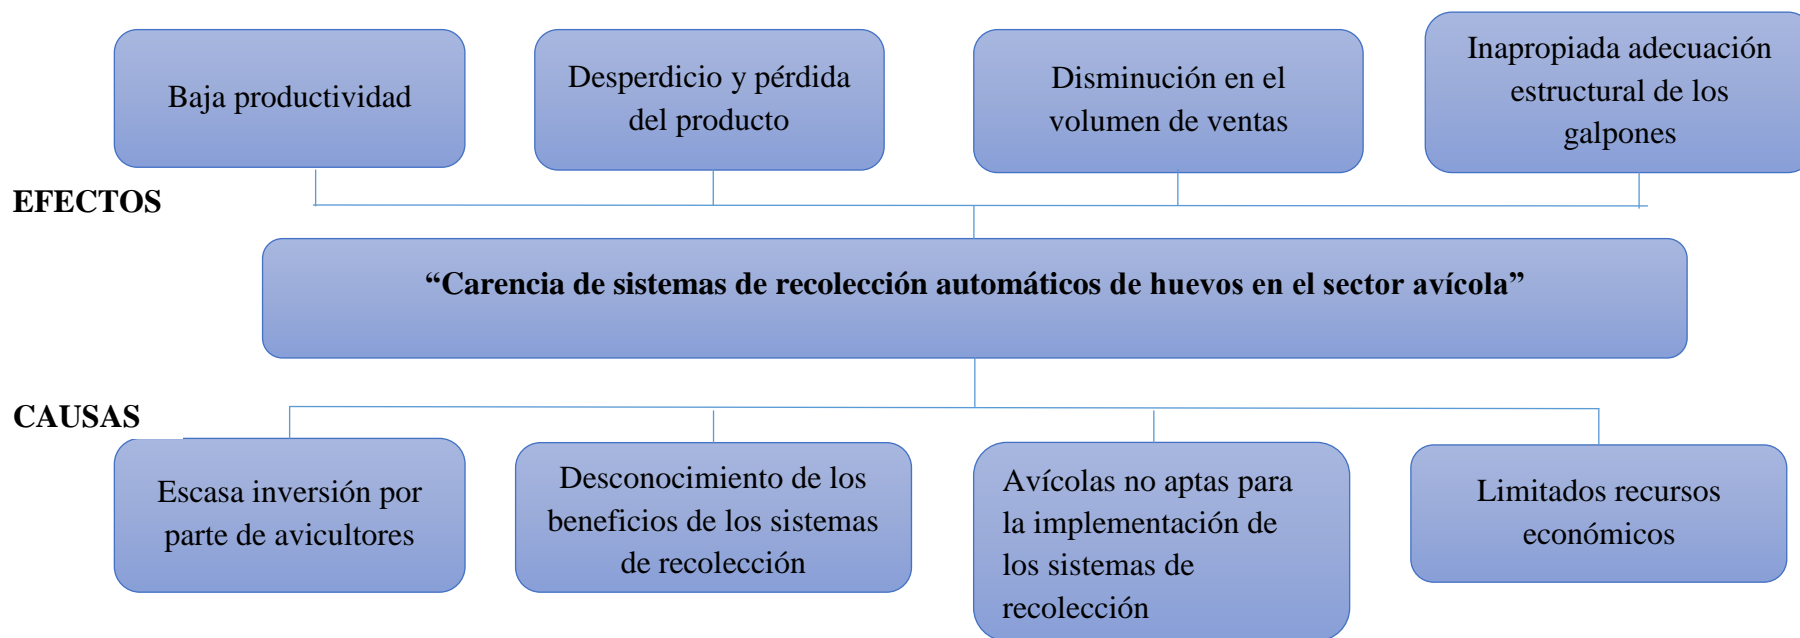 Baja productividad
Desperdicio y pérdida
del producto
Disminución en el
volumen de ventas
Inapropiada adecuación
estructural de los
galpones
EFECTOS
“Carencia de sistemas de recolección automáticos de huevos en el sector avícola”
CAUSAS
Escasa inversión por
parte de avicultores
Desconocimiento de los
beneficios de los sistemas
de recolección
Avícolas no aptas para
la implementación de
los sistemas de
recolección
Limitados recursos
económicos